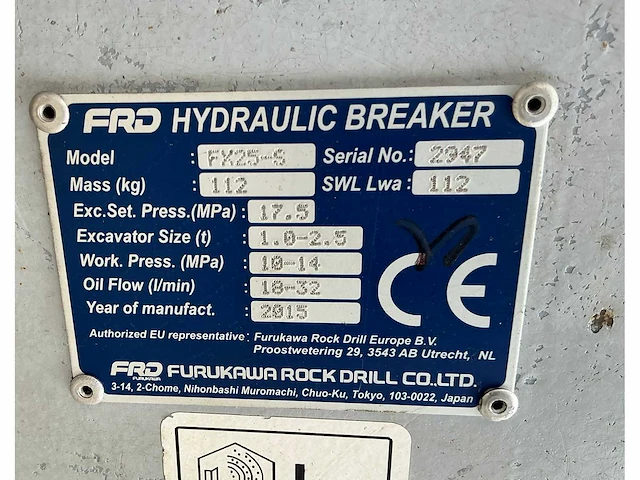 FRD HYDRAULIC BREAKER
Model : FX25-S Serial No.: 2947
Mass (kg) : 112 SWL Lwa : 112
Exc.Set. Press.(MPa) : 17.5
Excavator Size (t) : 1.0-2.5
Work. Press. (MPa) : 10-14
Oil Flow (l/min) : 18-32
Year of manufact. : 2015
CE
Authorized EU representative : Furukawa Rock Drill Europe B.V.
Proostwetering 29, 3543 AB Utrecht, NL
FRD FURUKAWA ROCK DRILL CO.,LTD.
FURUKAWA
3-14, 2-Chome, Nihonbashi Muromachi, Chuo-Ku, Tokyo, 103-0022, Japan